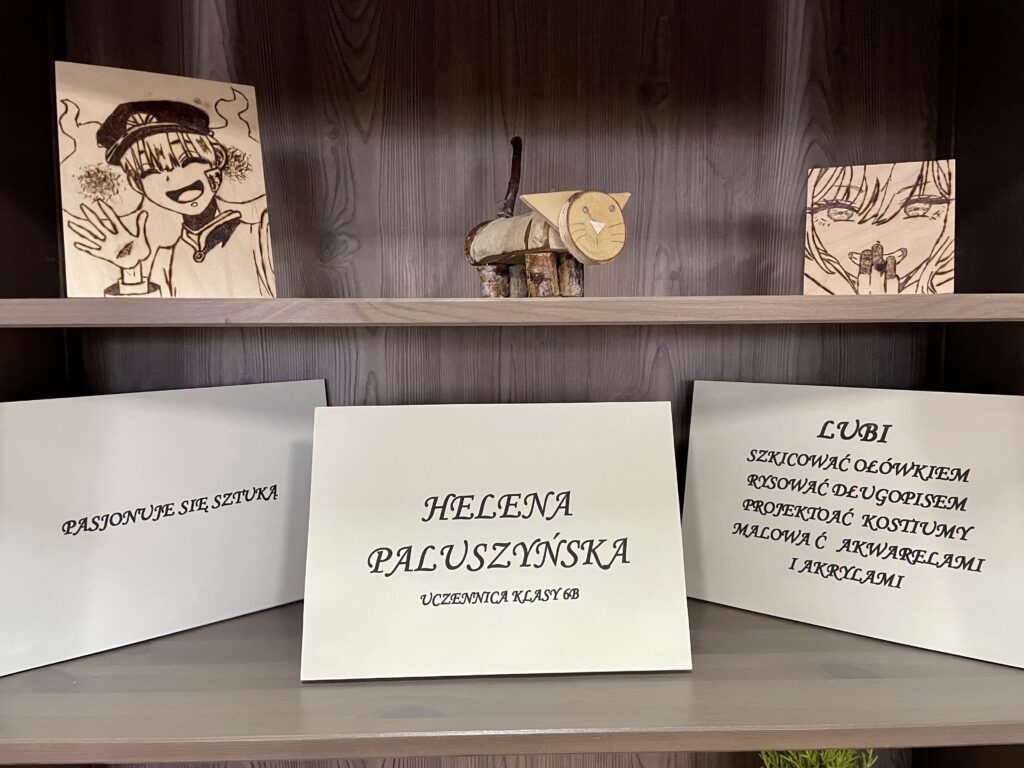 PASJONUJE SIĘ SZTUKĄ
HELENA
PALUSZYŃSKA
UCZENNICA KLASY 6B
LUBI
SZKICOWAĆ OŁÓWKIEM
RYSOWAĆ DŁUGOPISEM
PROJEKTOAĆ KOSTIUMY
MALOWA Ć AKWARELAMI
I AKRYLAMI